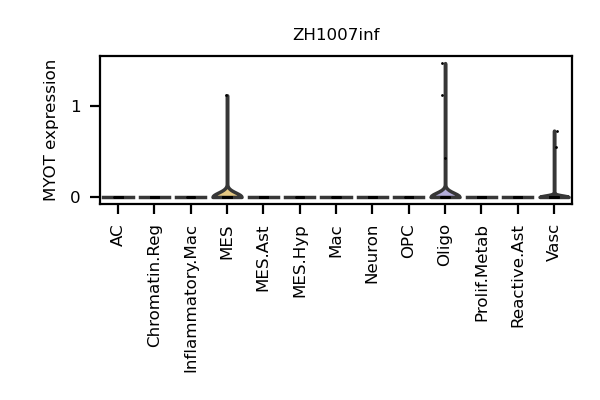 ZH1007inf
MYOT expression
1
0
AC
Chromatin.Reg
Inflammatory.Mac
MES
MES.Ast
MES.Hyp
Mac
Neuron
OPC
Oligo
Prolif.Metab
Reactive.Ast
Vasc